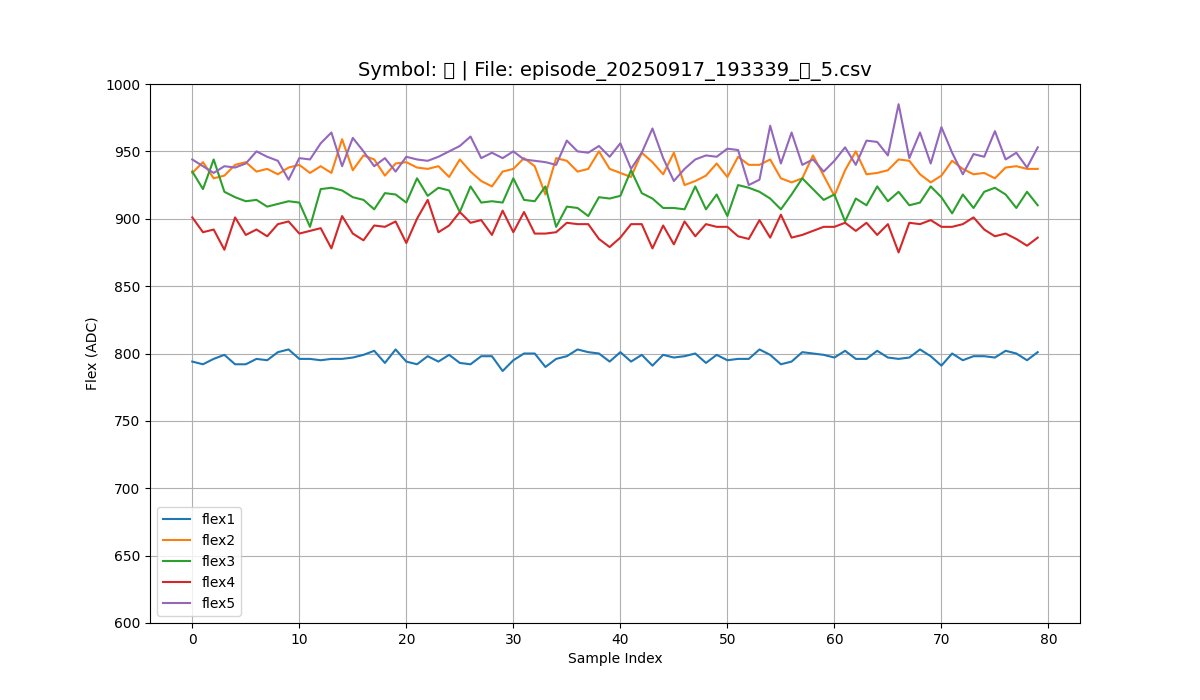 Symbol: | File: episode_20250917_193339_ _5.csv
1000
950
900
850
800
750
700
650
600
Flex (ADC)
flex1
flex2
flex3
flex4
flex5
0 10 20 30 40 50 60 70 80
Sample Index